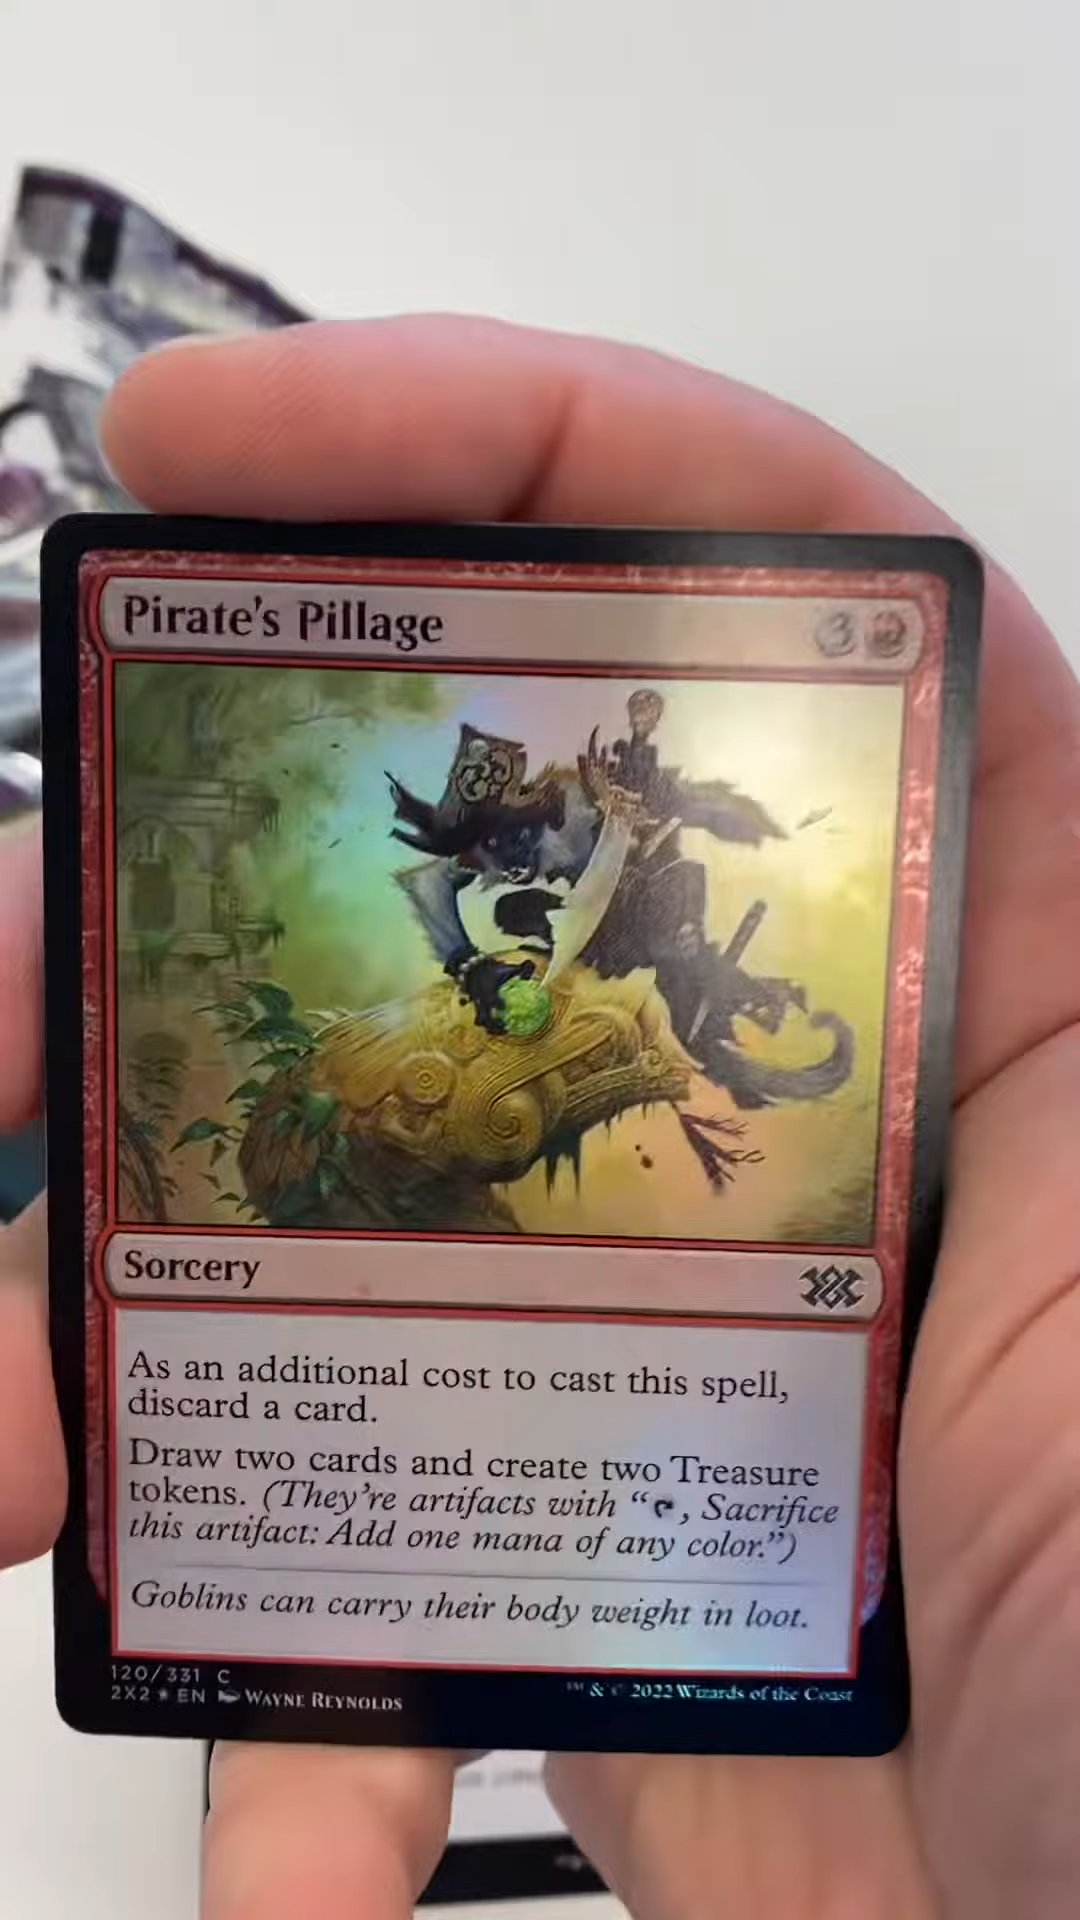 Pirate's Pillage 3
Sorcery
As an additional cost to cast this spell,
discard a card.
Draw two cards and create two Treasure
tokens. (They're artifacts with “, Sacrifice
this artifact: Add one mana of any color.”)
Goblins can carry their body weight in loot.
120/331 C
2X2 ★ EN WAYNE REYNOLDS
™ & © 2022 Wizards of the Coast